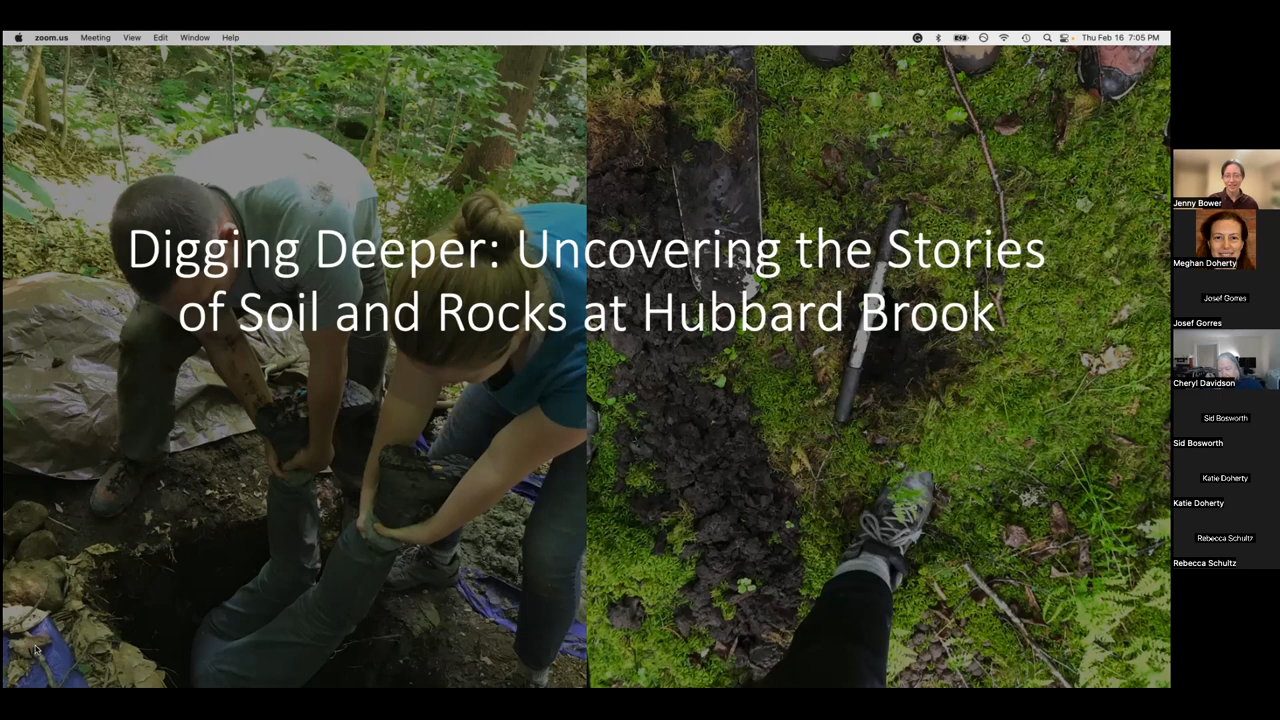 zoom.us Meeting View Edit Window Help
Thu Feb 16 7:05 PM
Digging Deeper: Uncovering the Stories
of Soil and Rocks at Hubbard Brook
Jenny Bower
Meghan Doherty
Josef Gorres
Josef Gorres
Cheryl Davidson
Sid Bosworth
Sid Bosworth
Katie Doherty
Katie Doherty
Rebecca Schultz
Rebecca Schultz